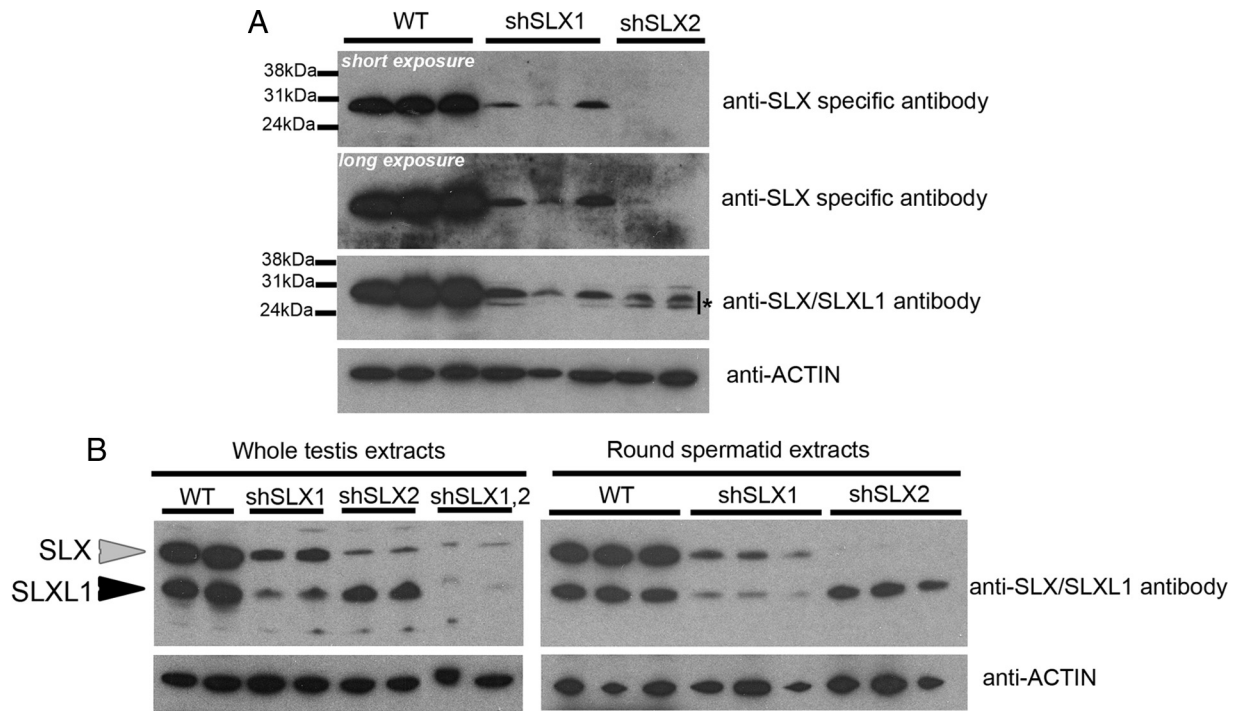 A
WT shSLX1 shSLX2
short exposure
38kDa
31kDa
24kDa
anti-SLX specific antibody
long exposure
anti-SLX specific antibody
38kDa
31kDa
24kDa
* anti-SLX/SLXL1 antibody
anti-ACTIN
B
Whole testis extracts Round spermatid extracts
WT shSLX1 shSLX2 shSLX1,2 WT shSLX1 shSLX2
SLX
SLXL1
anti-SLX/SLXL1 antibody
anti-ACTIN